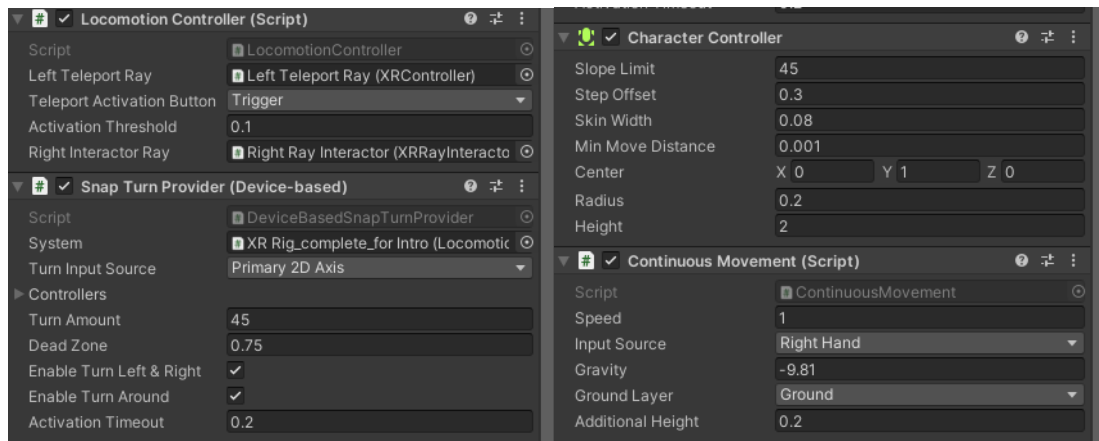 Locomotion Controller (Script)
Script LocomotionController
Left Teleport Ray Left Teleport Ray (XRController)
Teleport Activation Button Trigger
Activation Threshold 0.1
Right Interactor Ray Right Ray Interactor (XRRayInteracto
Snap Turn Provider (Device-based)
Script DeviceBasedSnapTurnProvider
System XR Rig_complete_for Intro (Locomotic
Turn Input Source Primary 2D Axis
Controllers
Turn Amount 45
Dead Zone 0.75
Enable Turn Left & Right
Enable Turn Around
Activation Timeout 0.2
Character Controller
Slope Limit 45
Step Offset 0.3
Skin Width 0.08
Min Move Distance 0.001
Center X 0 Y 1 Z 0
Radius 0.2
Height 2
Continuous Movement (Script)
Script ContinuousMovement
Speed 1
Input Source Right Hand
Gravity -9.81
Ground Layer Ground
Additional Height 0.2